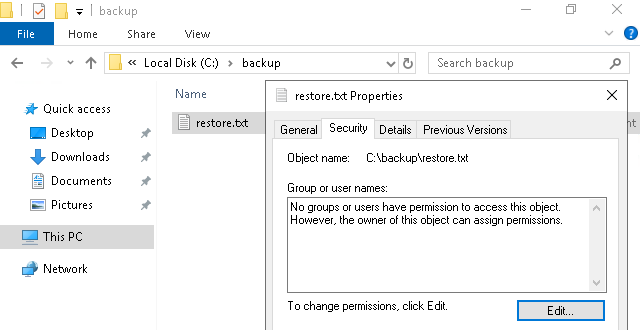 backup
File
Home
Share
View
« Local Disk (C:) › backup
Search backup
Quick access
Desktop
Downloads
Documents
Pictures
This PC
Network
Name
restore.txt
restore.txt Properties
General
Security
Details
Previous Versions
Object name: C:\backup\restore.txt
Group or user names:
No groups or users have permission to access this object.
However, the owner of this object can assign permissions.
To change permissions, click Edit.
Edit...